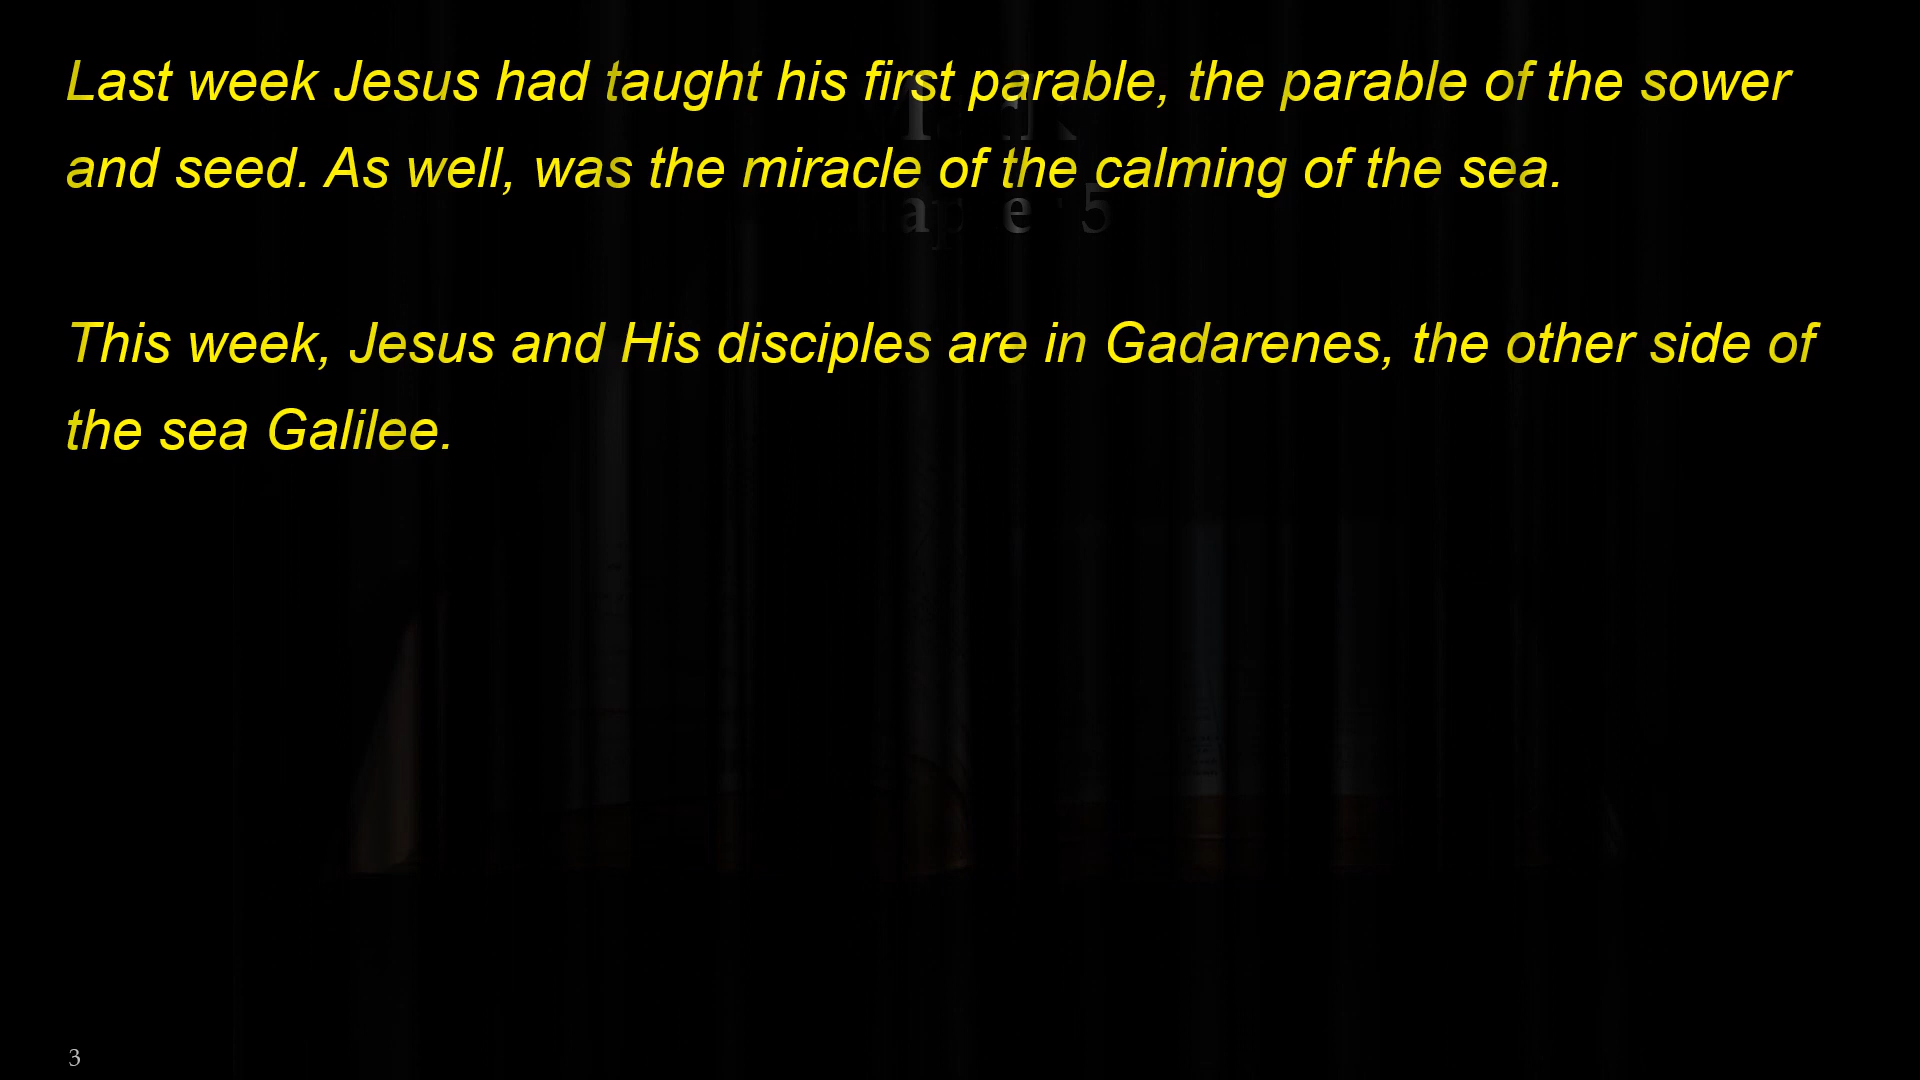 Last week Jesus had taught his first parable, the parable of the sower
and seed. As well, was the miracle of the calming of the sea.
This week, Jesus and His disciples are in Gadarenes, the other side of
the sea Galilee.
3